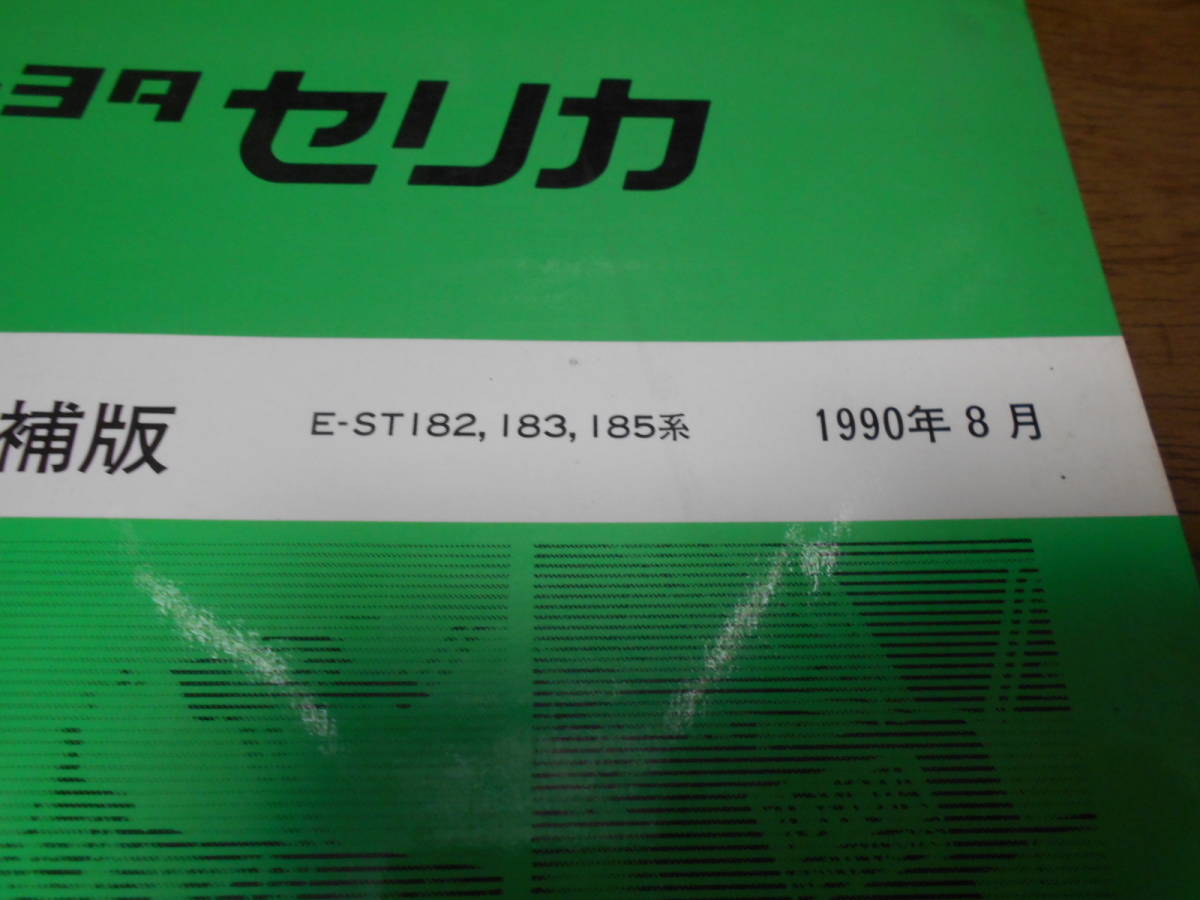 ヨタ セリカ
補版 E-ST182, 183, 185系 1990年8月